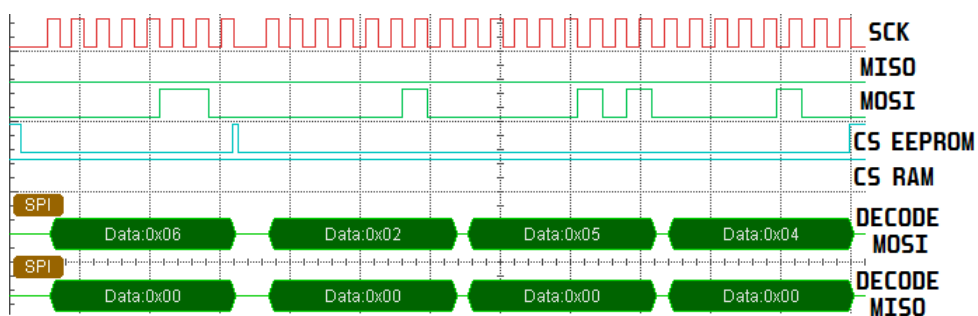 SCK
MISO
MOSI
CS EEPROM
CS RAM
SPI
Data:0x06 Data:0x02 Data:0x05 Data:0x04
DECODE
MOSI
SPI
Data:0x00 Data:0x00 Data:0x00 Data:0x00
DECODE
MISO